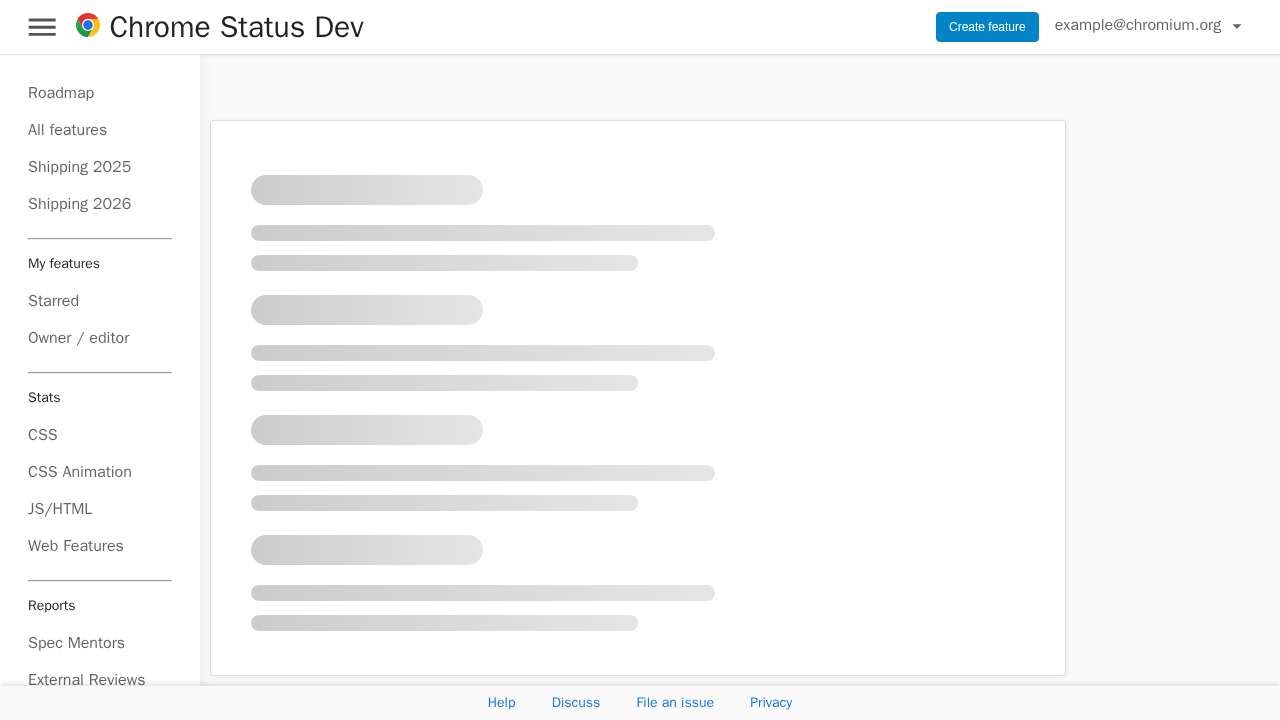 Chrome Status Dev
Create feature
example@chromium.org
Roadmap
All features
Shipping 2025
Shipping 2026
My features
Starred
Owner / editor
Stats
CSS
CSS Animation
JS/HTML
Web Features
Reports
Spec Mentors
External Reviews
Help Discuss File an issue Privacy